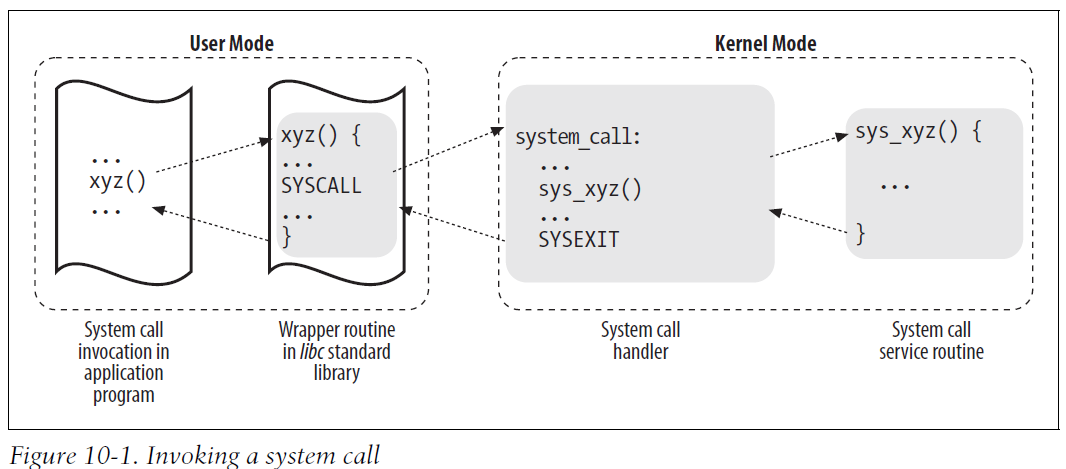 User Mode
Kernel Mode
...
xyz()
...
xyz() {
...
SYSCALL
...
}
system_call:
...
sys_xyz()
...
SYSEXIT
sys_xyz() {
...
}
System call
invocation in
application
program
Wrapper routine
in libc standard
library
System call
handler
System call
service routine
Figure 10-1. Invoking a system call